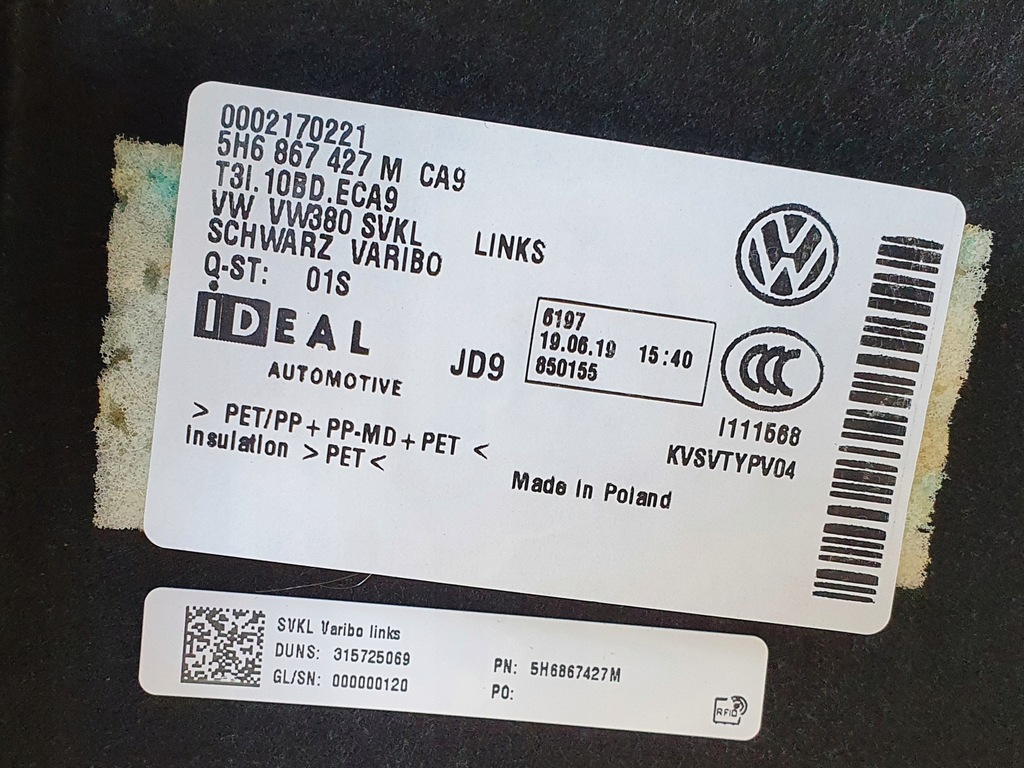 0002170221
5H6 867 427 M CA9
T3I.10BD.ECA9
VW VW380 SVKL LINKS
SCHWARZ VARIBO
Q-ST: 01S
iDEAL
AUTOMOTIVE
JD9
6197
19.06.19 15:40
850155
VW
CCC
I111568
KVSVTYPV04
> PET/PP + PP-MD + PET <
Insulation > PET <
Made in Poland
SVKL Varibo links
DUNS: 315725069
GL/SN: 000000120
PN: 5H6867427M
PO:
RFID